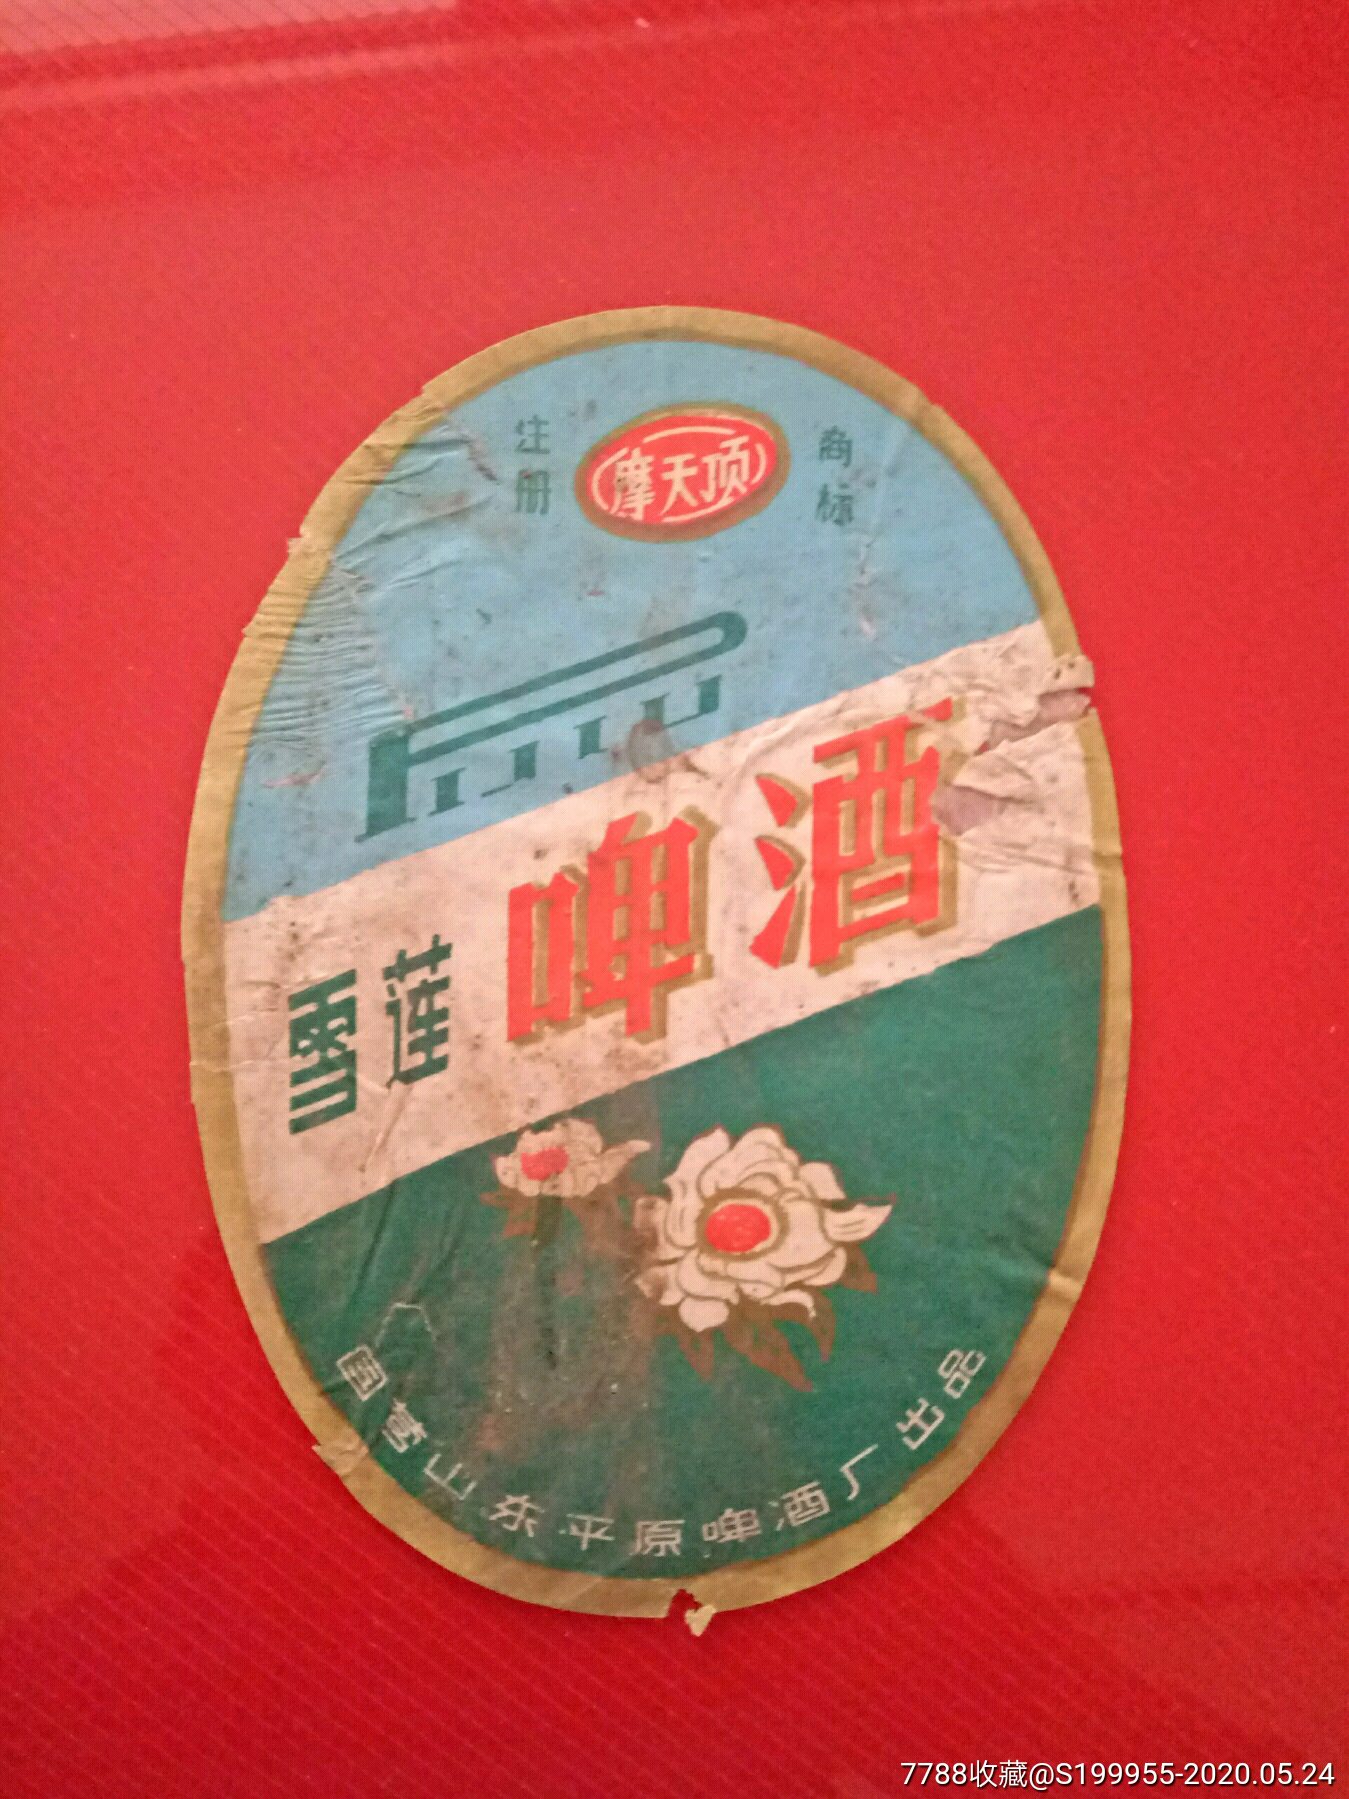 注册
摩天顶
商标
雪莲
啤酒
国营山东平原啤酒厂出品
7788收藏@S199955-2020.05.24